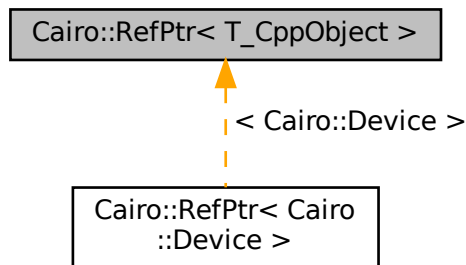 Cairo::RefPtr< T_CppObject >
< Cairo::Device >
Cairo::RefPtr< Cairo
::Device >